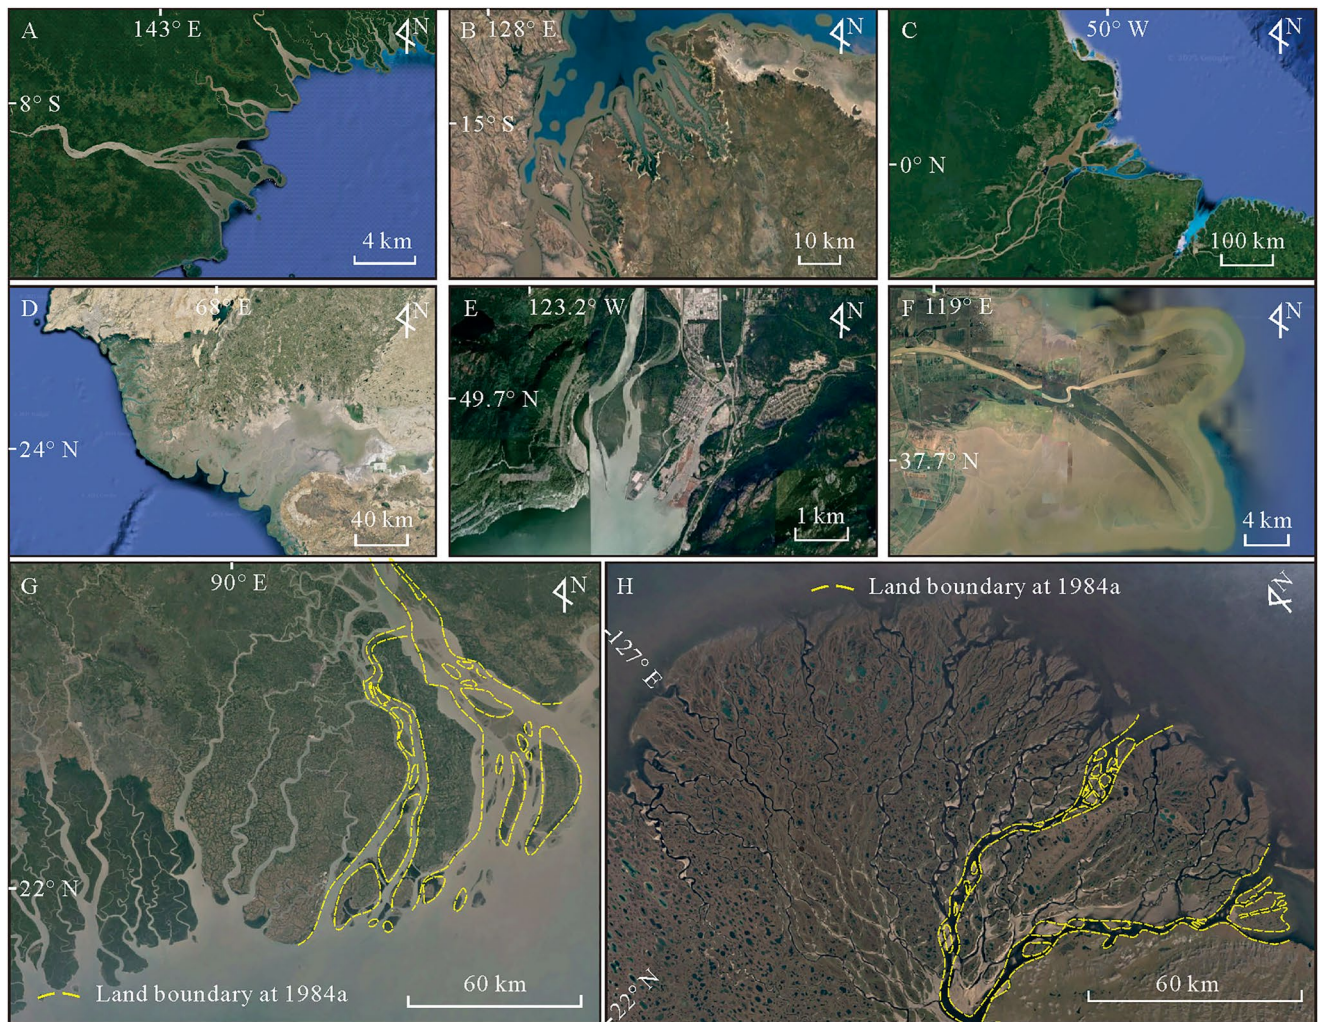 A
143° E
N
8° S
4 km
B
128° E
N
15° S
10 km
C
50° W
N
0° N
100 km
D
68° E
N
24° N
40 km
E
123.2° W
N
49.7° N
1 km
F
119° E
N
37.7° N
4 km
G
90° E
N
22° N
60 km
Land boundary at 1984a
H
Land boundary at 1984a
N
127° E
22° N
60 km